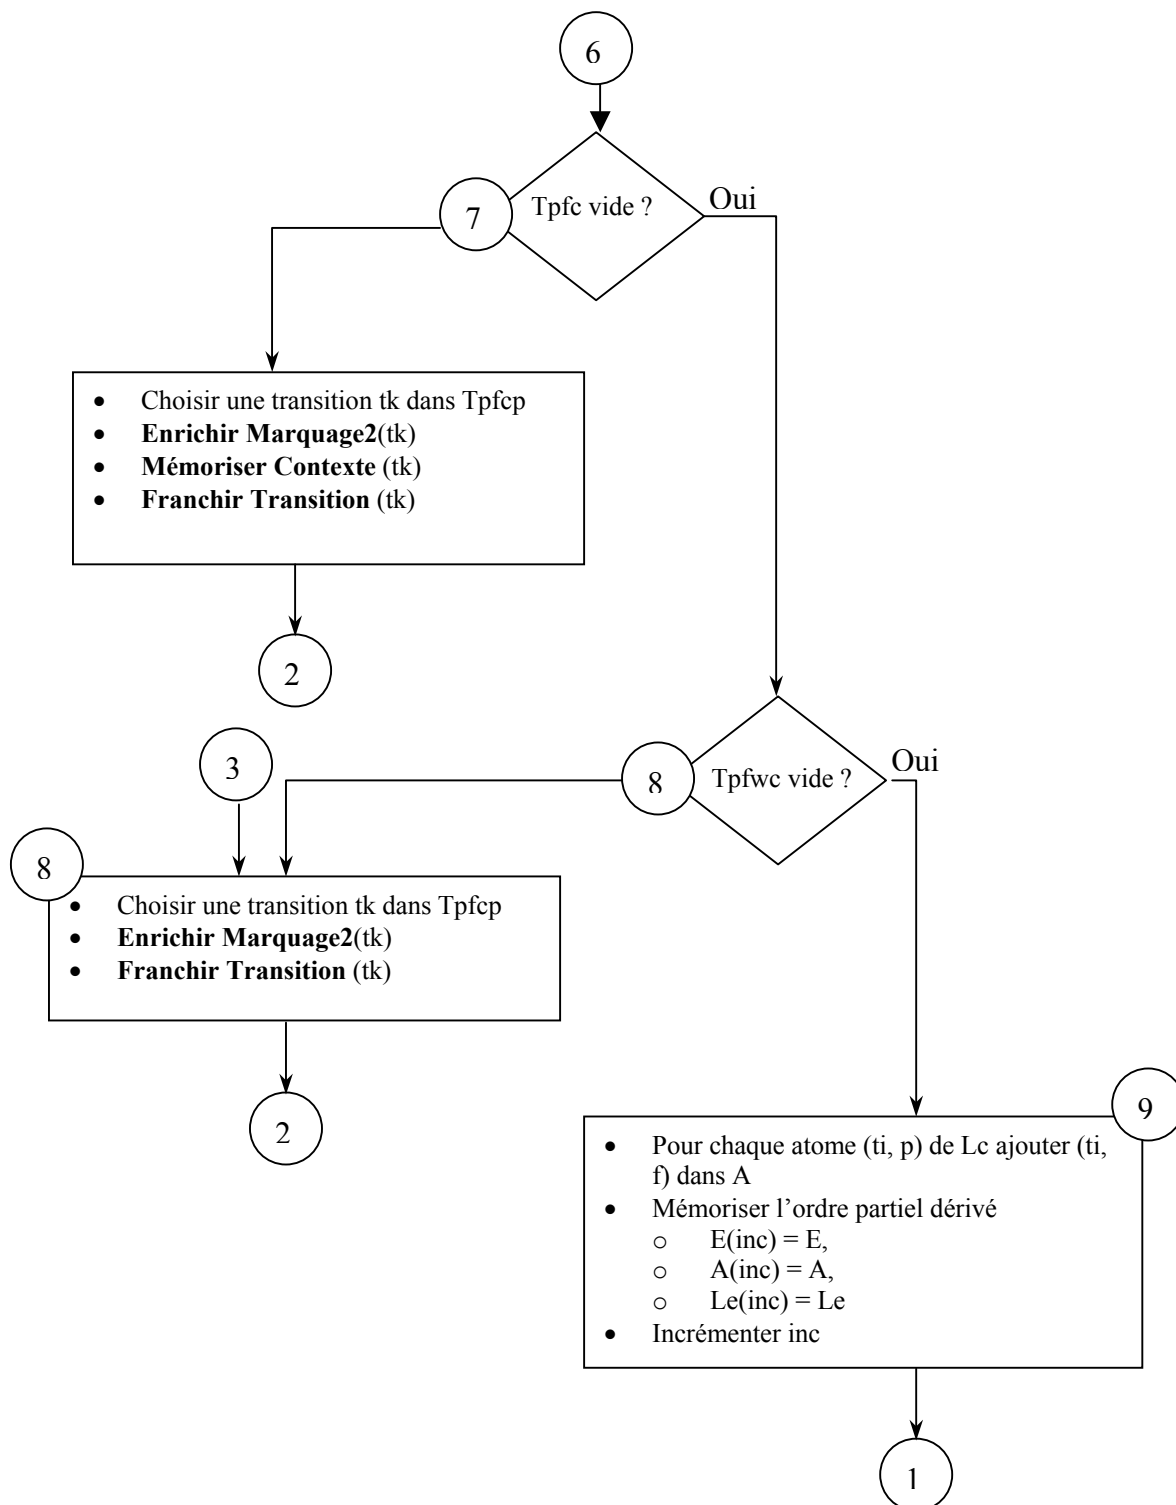 6
Tpfc vide ?
Oui
7
• Choisir une transition tk dans Tpfcp
• Enrichir Marquage2(tk)
• Mémoriser Contexte (tk)
• Franchir Transition (tk)
2
3
8
Tpfwc vide ?
Oui
8
• Choisir une transition tk dans Tpfcp
• Enrichir Marquage2(tk)
• Franchir Transition (tk)
2
9
• Pour chaque atome (ti, p) de Lc ajouter (ti,
f) dans A
• Mémoriser l’ordre partiel dérivé
o E(inc) = E,
o A(inc) = A,
o Le(inc) = Le
• Incrémenter inc
1